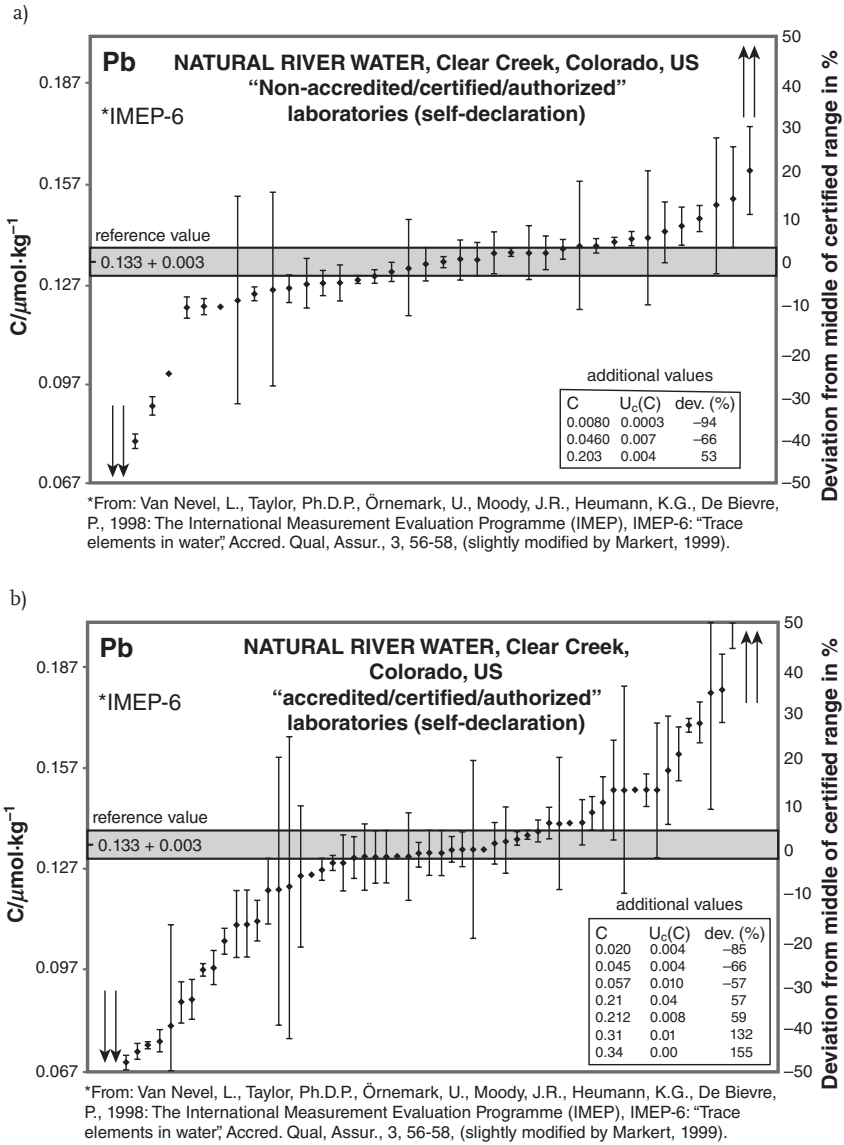 a)
Pb NATURAL RIVER WATER, Clear Creek, Colorado, US
“Non-accredited/certified/authorized”
*IMEP-6 laboratories (self-declaration)
C/μmol·kg⁻¹
0.187
0.157
0.127
0.097
0.067
reference value
0.133 + 0.003
Deviation from middle of certified range in %
50
40
30
20
10
0
–10
–20
–30
–40
–50
additional values
C Uc(C) dev. (%)
0.0080 0.0003 –94
0.0460 0.007 –66
0.203 0.004 53
*From: Van Nevel, L., Taylor, Ph.D.P., Örnemark, U., Moody, J.R., Heumann, K.G., De Bievre,
P., 1998: The International Measurement Evaluation Programme (IMEP), IMEP-6: “Trace
elements in water”, Accred. Qual, Assur., 3, 56-58, (slightly modified by Markert, 1999).
b)
Pb NATURAL RIVER WATER, Clear Creek,
Colorado, US
*IMEP-6 “accredited/certified/authorized”
laboratories (self-declaration)
C/μmol·kg⁻¹
0.187
0.157
0.127
0.097
0.067
reference value
0.133 + 0.003
Deviation from middle of certified range in %
50
40
30
20
10
0
–10
–20
–30
–40
–50
additional values
C Uc(C) dev. (%)
0.020 0.004 –85
0.045 0.004 –66
0.057 0.010 –57
0.21 0.04 57
0.212 0.008 59
0.31 0.01 132
0.34 0.00 155
*From: Van Nevel, L., Taylor, Ph.D.P., Örnemark, U., Moody, J.R., Heumann, K.G., De Bievre,
P., 1998: The International Measurement Evaluation Programme (IMEP), IMEP-6: “Trace
elements in water”, Accred. Qual, Assur., 3, 56-58, (slightly modified by Markert, 1999).